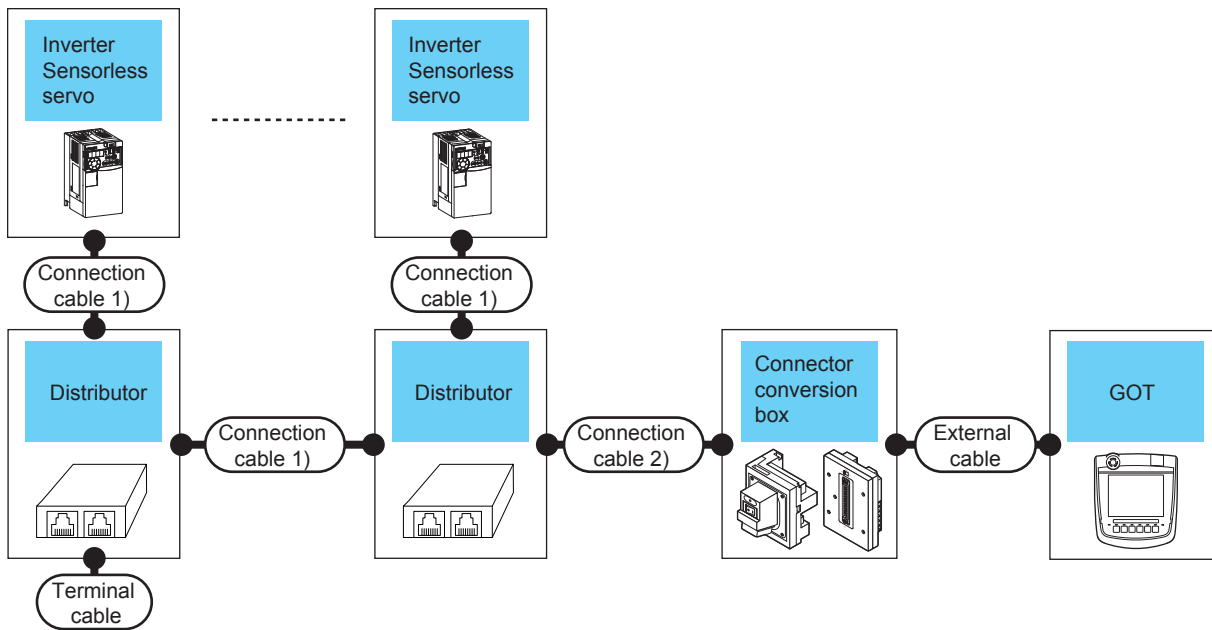 Inverter
Sensorless
servo
Inverter
Sensorless
servo
Connection
cable 1)
Connection
cable 1)
Distributor
Connection
cable 1)
Distributor
Connection
cable 2)
Connector
conversion
box
External
cable
GOT
Terminal
cable